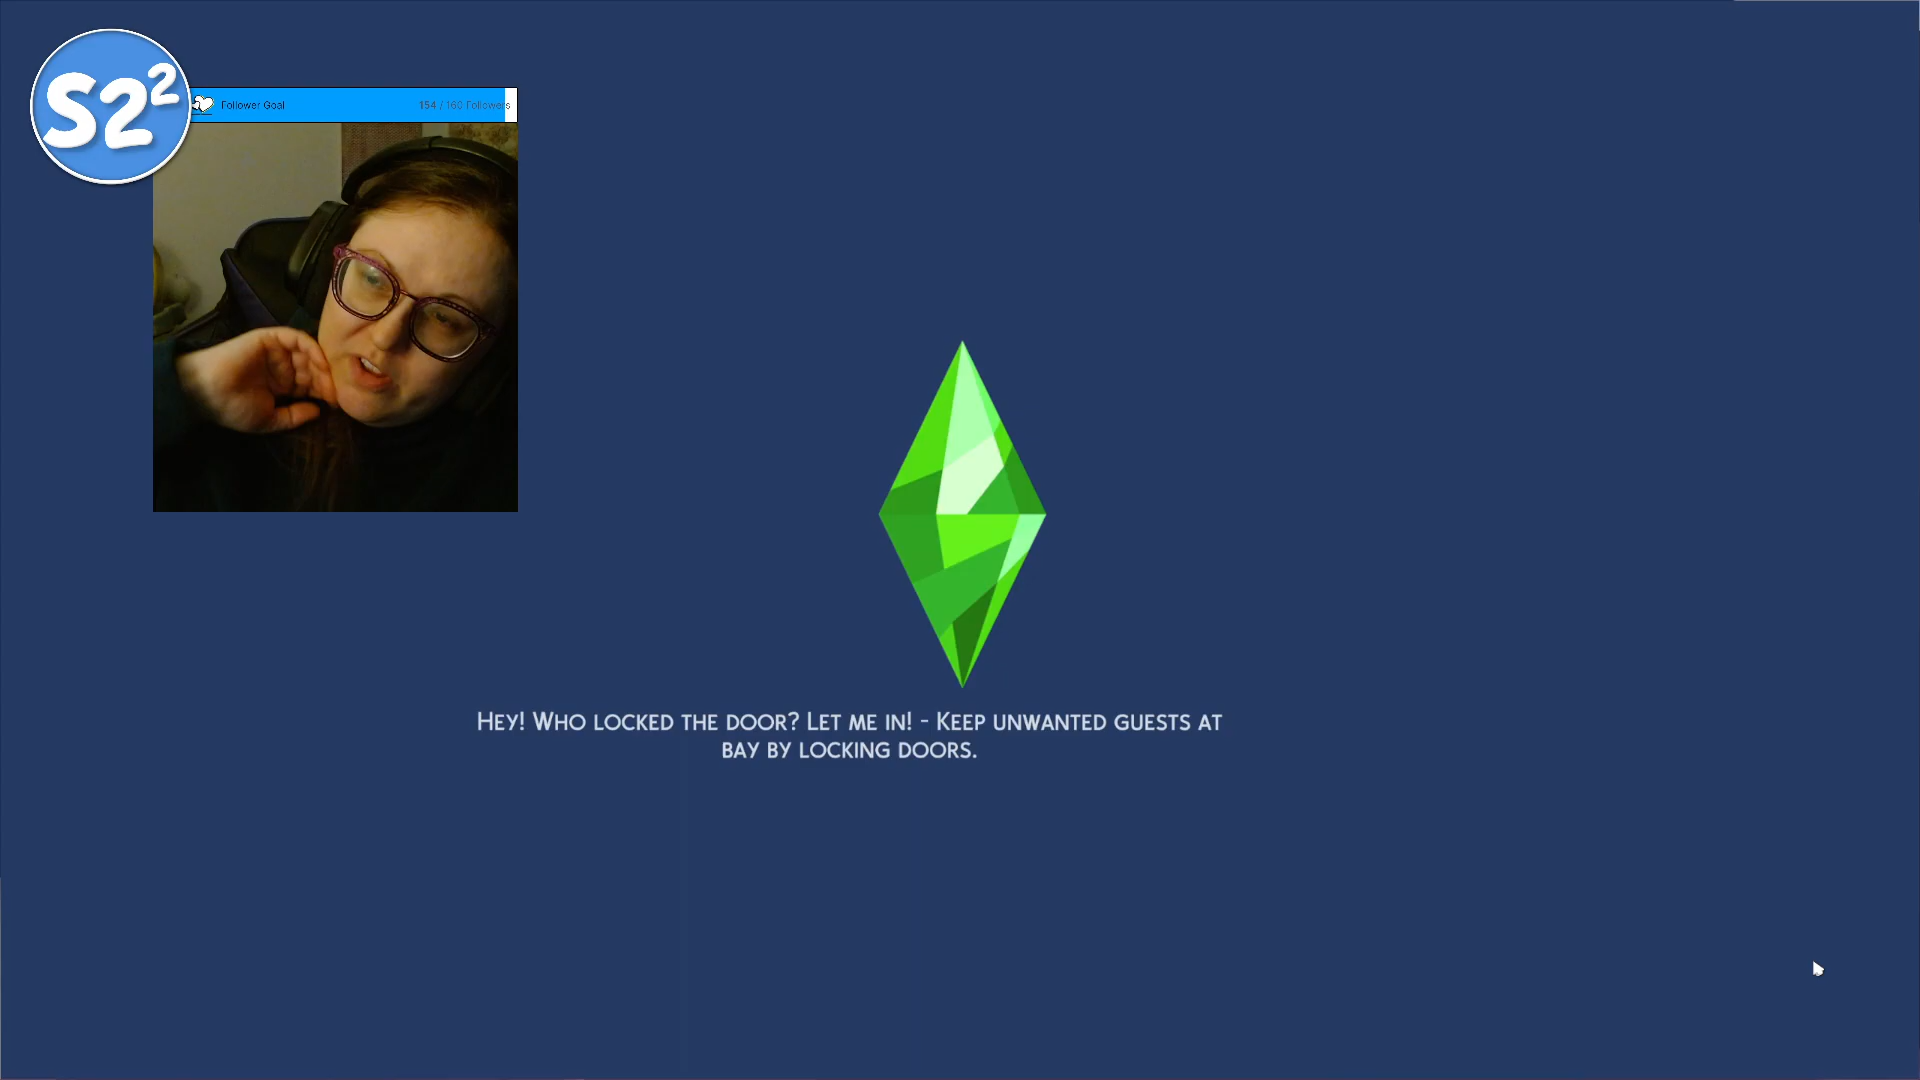 S2²
Follower Goal 154 / 160 Followers
HEY! WHO LOCKED THE DOOR? LET ME IN! - KEEP UNWANTED GUESTS AT
BAY BY LOCKING DOORS.